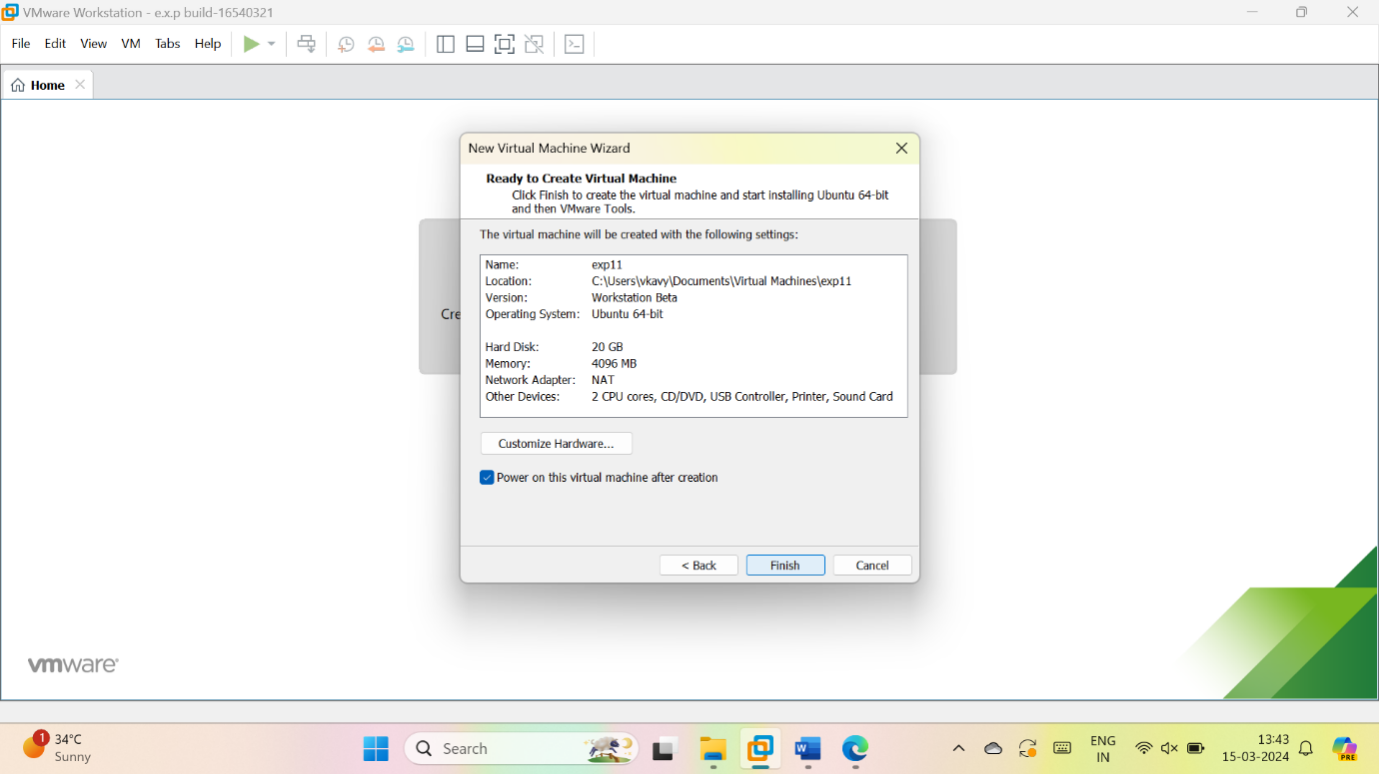 VMware Workstation - e.x.p build-16540321
File Edit View VM Tabs Help
Home
New Virtual Machine Wizard
Ready to Create Virtual Machine
Click Finish to create the virtual machine and start installing Ubuntu 64-bit
and then VMware Tools.
The virtual machine will be created with the following settings:
Name: exp11
Location: C:\Users\vkavy\Documents\Virtual Machines\exp11
Version: Workstation Beta
Operating System: Ubuntu 64-bit
Cre
Hard Disk: 20 GB
Memory: 4096 MB
Network Adapter: NAT
Other Devices: 2 CPU cores, CD/DVD, USB Controller, Printer, Sound Card
Customize Hardware...
Power on this virtual machine after creation
< Back Finish Cancel
vmware
1
34°C
Sunny
Search
W
ENG
IN
13:43
15-03-2024
PRE